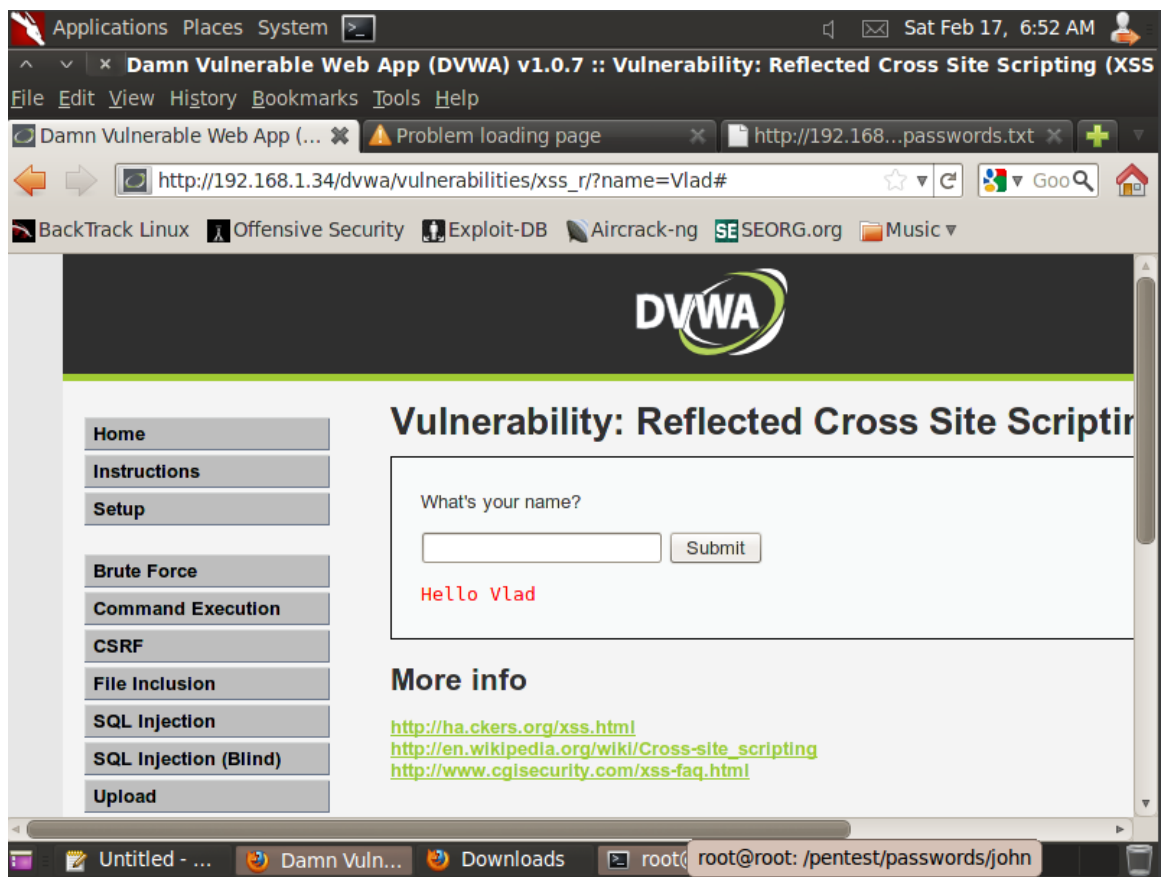 Applications Places System Sat Feb 17, 6:52 AM
Damn Vulnerable Web App (DVWA) v1.0.7 :: Vulnerability: Reflected Cross Site Scripting (XSS
File Edit View History Bookmarks Tools Help
Damn Vulnerable Web App (... Problem loading page http://192.168...passwords.txt
http://192.168.1.34/dvwa/vulnerabilities/xss_r/?name=Vlad# Goo
BackTrack Linux Offensive Security Exploit-DB Aircrack-ng SE SEORG.org Music
DVWA
Home
Instructions
Setup
Brute Force
Command Execution
CSRF
File Inclusion
SQL Injection
SQL Injection (Blind)
Upload
Vulnerability: Reflected Cross Site Scriptin
What's your name?
Submit
Hello Vlad
More info
http://ha.ckers.org/xss.html
http://en.wikipedia.org/wiki/Cross-site_scripting
http://www.cgisecurity.com/xss-faq.html
Untitled - ... Damn Vuln... Downloads root@ root@root: /pentest/passwords/john